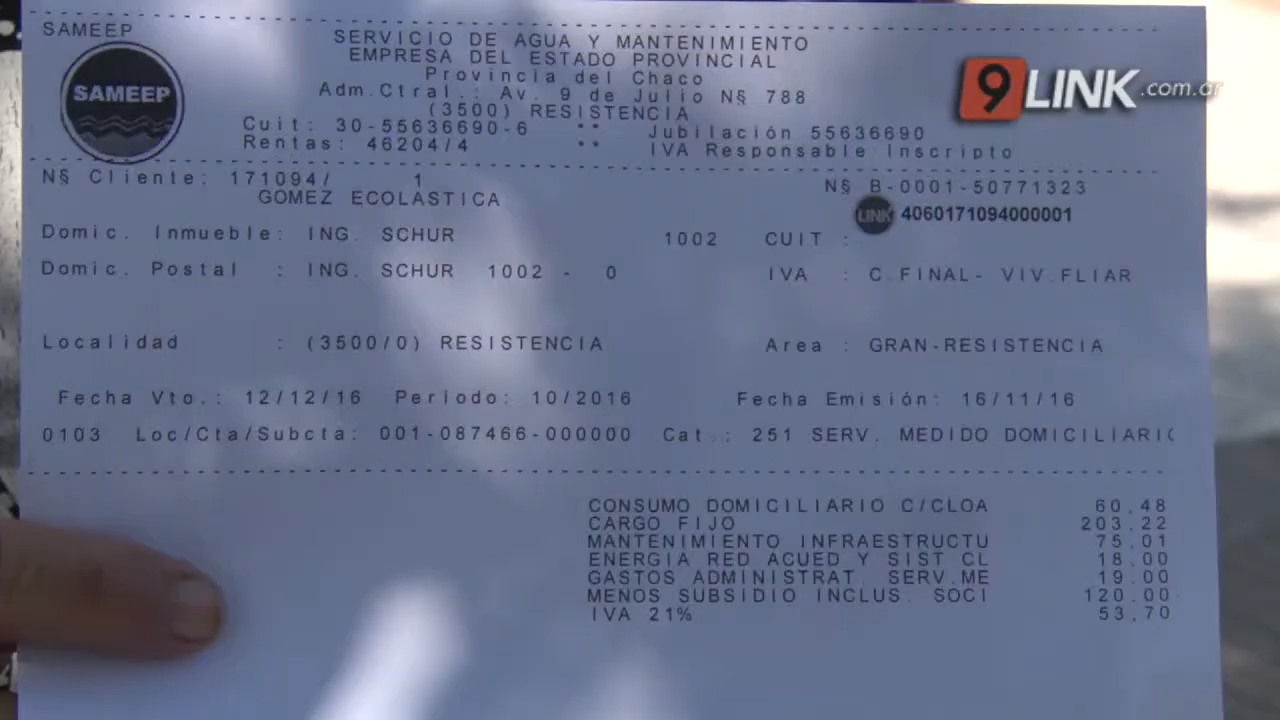 SAMEEP
SERVICIO DE AGUA Y MANTENIMIENTO
EMPRESA DEL ESTADO PROVINCIAL
Provincia del Chaco
Adm.Ctral.: Av. 9 de Julio N§ 788
(3500) RESISTENCIA
SAMEEP
9 LINK.com.ar
Cuit: 30-55636690-6 ** Jubilación 55636690
Rentas: 46204/4 ** IVA Responsable Inscripto
N§ Cliente: 171094/ 1 N§ B-0001-50771323
GOMEZ ECOLASTICA
LINK 4060171094000001
Domic. Inmueble: ING. SCHUR 1002 CUIT :
Domic. Postal : ING. SCHUR 1002 - 0 IVA : C.FINAL- VIV.FLIAR
Localidad : (3500/0) RESISTENCIA Area : GRAN-RESISTENCIA
Fecha Vto.: 12/12/16 Periodo: 10/2016 Fecha Emisión: 16/11/16
0103 Loc/Cta/Subcta: 001-087466-000000 Cat.: 251 SERV. MEDIDO DOMICILIARIO
CONSUMO DOMICILIARIO C/CLOA 60,48
CARGO FIJO 203.22
MANTENIMIENTO INFRAESTRUCTU 75.01
ENERGIA RED ACUED Y SIST CL 18.00
GASTOS ADMINISTRAT. SERV.ME 19.00
MENOS SUBSIDIO INCLUS. SOCI 120.00-
IVA 21% 53,70